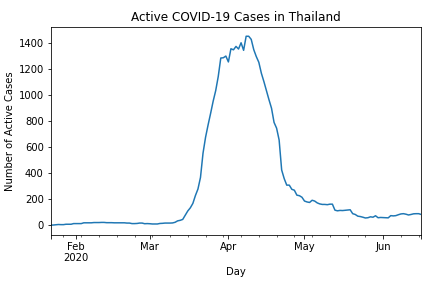 Active COVID-19 Cases in Thailand
Number of Active Cases
1400
1200
1000
800
600
400
200
0
Feb
2020
Mar
Apr
May
Jun
Day